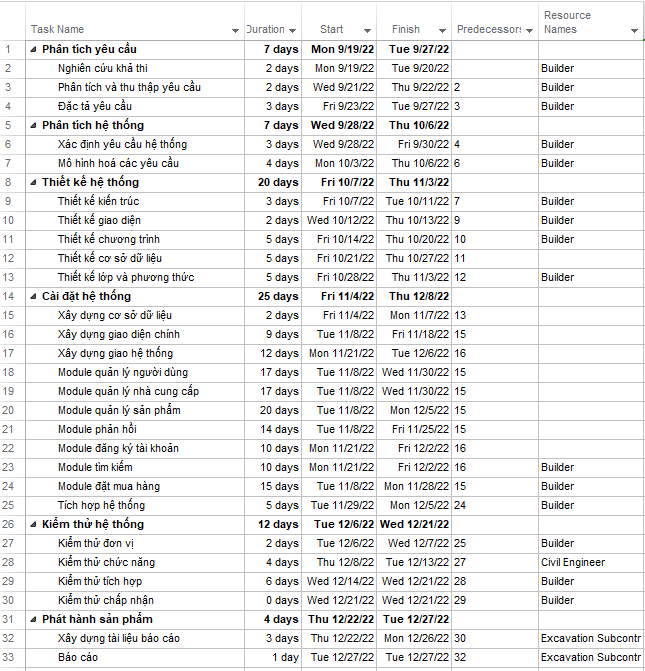 Task Name Duration Start Finish Predecessors Resource Names
1 Phân tích yêu cầu 7 days Mon 9/19/22 Tue 9/27/22
2 Nghiên cứu khả thi 2 days Mon 9/19/22 Tue 9/20/22 Builder
3 Phân tích và thu thập yêu cầu 2 days Wed 9/21/22 Thu 9/22/22 2 Builder
4 Đặc tả yêu cầu 3 days Fri 9/23/22 Tue 9/27/22 3 Builder
5 Phân tích hệ thống 7 days Wed 9/28/22 Thu 10/6/22
6 Xác định yêu cầu hệ thống 3 days Wed 9/28/22 Fri 9/30/22 4 Builder
7 Mô hình hoá các yêu cầu 4 days Mon 10/3/22 Thu 10/6/22 6 Builder
8 Thiết kế hệ thống 20 days Fri 10/7/22 Thu 11/3/22
9 Thiết kế kiến trúc 3 days Fri 10/7/22 Tue 10/11/22 7 Builder
10 Thiết kế giao diện 2 days Wed 10/12/22 Thu 10/13/22 9 Builder
11 Thiết kế chương trình 5 days Fri 10/14/22 Thu 10/20/22 10 Builder
12 Thiết kế cơ sở dữ liệu 5 days Fri 10/21/22 Thu 10/27/22 11
13 Thiết kế lớp và phương thức 5 days Fri 10/28/22 Thu 11/3/22 12 Builder
14 Cài đặt hệ thống 25 days Fri 11/4/22 Thu 12/8/22
15 Xây dựng cơ sở dữ liệu 2 days Fri 11/4/22 Mon 11/7/22 13
16 Xây dựng giao diện chính 9 days Tue 11/8/22 Fri 11/18/22 15
17 Xây dựng giao hệ thống 12 days Mon 11/21/22 Tue 12/6/22 16
18 Module quản lý người dùng 17 days Tue 11/8/22 Wed 11/30/22 15
19 Module quản lý nhà cung cấp 17 days Tue 11/8/22 Wed 11/30/22 15
20 Module quản lý sản phẩm 20 days Tue 11/8/22 Mon 12/5/22 15
21 Module phản hồi 14 days Tue 11/8/22 Fri 11/25/22 15
22 Module đăng ký tài khoản 10 days Mon 11/21/22 Fri 12/2/22 16
23 Module tìm kiếm 10 days Mon 11/21/22 Fri 12/2/22 16 Builder
24 Module đặt mua hàng 15 days Tue 11/8/22 Mon 11/28/22 15 Builder
25 Tích hợp hệ thống 5 days Tue 11/29/22 Mon 12/5/22 24 Builder
26 Kiểm thử hệ thống 12 days Tue 12/6/22 Wed 12/21/22
27 Kiểm thử đơn vị 2 days Tue 12/6/22 Wed 12/7/22 25 Builder
28 Kiểm thử chức năng 4 days Thu 12/8/22 Tue 12/13/22 27 Civil Engineer
29 Kiểm thử tích hợp 6 days Wed 12/14/22 Wed 12/21/22 28 Builder
30 Kiểm thử chấp nhận 0 days Wed 12/21/22 Wed 12/21/22 29 Builder
31 Phát hành sản phẩm 4 days Thu 12/22/22 Tue 12/27/22
32 Xây dựng tài liệu báo cáo 3 days Thu 12/22/22 Mon 12/26/22 30 Excavation Subcontr
33 Báo cáo 1 day Tue 12/27/22 Tue 12/27/22 32 Excavation Subcontr